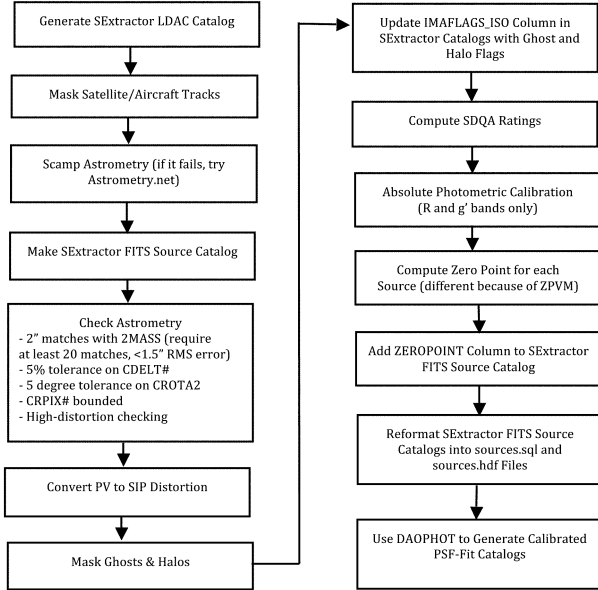 Generate SExtractor LDAC Catalog
Mask Satellite/Aircraft Tracks
Scamp Astrometry (if it fails, try
Astrometry.net)
Make SExtractor FITS Source Catalog
Check Astrometry
- 2” matches with 2MASS (require
at least 20 matches, <1.5” RMS error)
- 5% tolerance on CDELT#
- 5 degree tolerance on CROTA2
- CRPIX# bounded
- High-distortion checking
Convert PV to SIP Distortion
Mask Ghosts & Halos
Update IMAFLAGS_ISO Column in
SExtractor Catalogs with Ghost and
Halo Flags
Compute SDQA Ratings
Absolute Photometric Calibration
(R and g’ bands only)
Compute Zero Point for each
Source (different because of ZPVM)
Add ZEROPOINT Column to SExtractor
FITS Source Catalog
Reformat SExtractor FITS Source
Catalogs into sources.sql and
sources.hdf Files
Use DAOPHOT to Generate Calibrated
PSF-Fit Catalogs